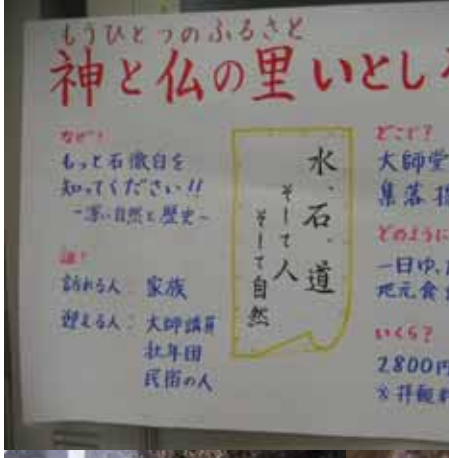 もうひとつのふるさと
神と仏の里いとしろ
なぜ?
もっと石徹白を
知ってください!!
~深い自然と歴史~
誰?
訪れる人: 家族
迎える人: 大師講員
壮年団
民宿の人
水、石、道
そして人
そして自然
どこで?
大師堂
集落
どのように
一日ゆ、
地元食
いくら?
2800円
※拝観料